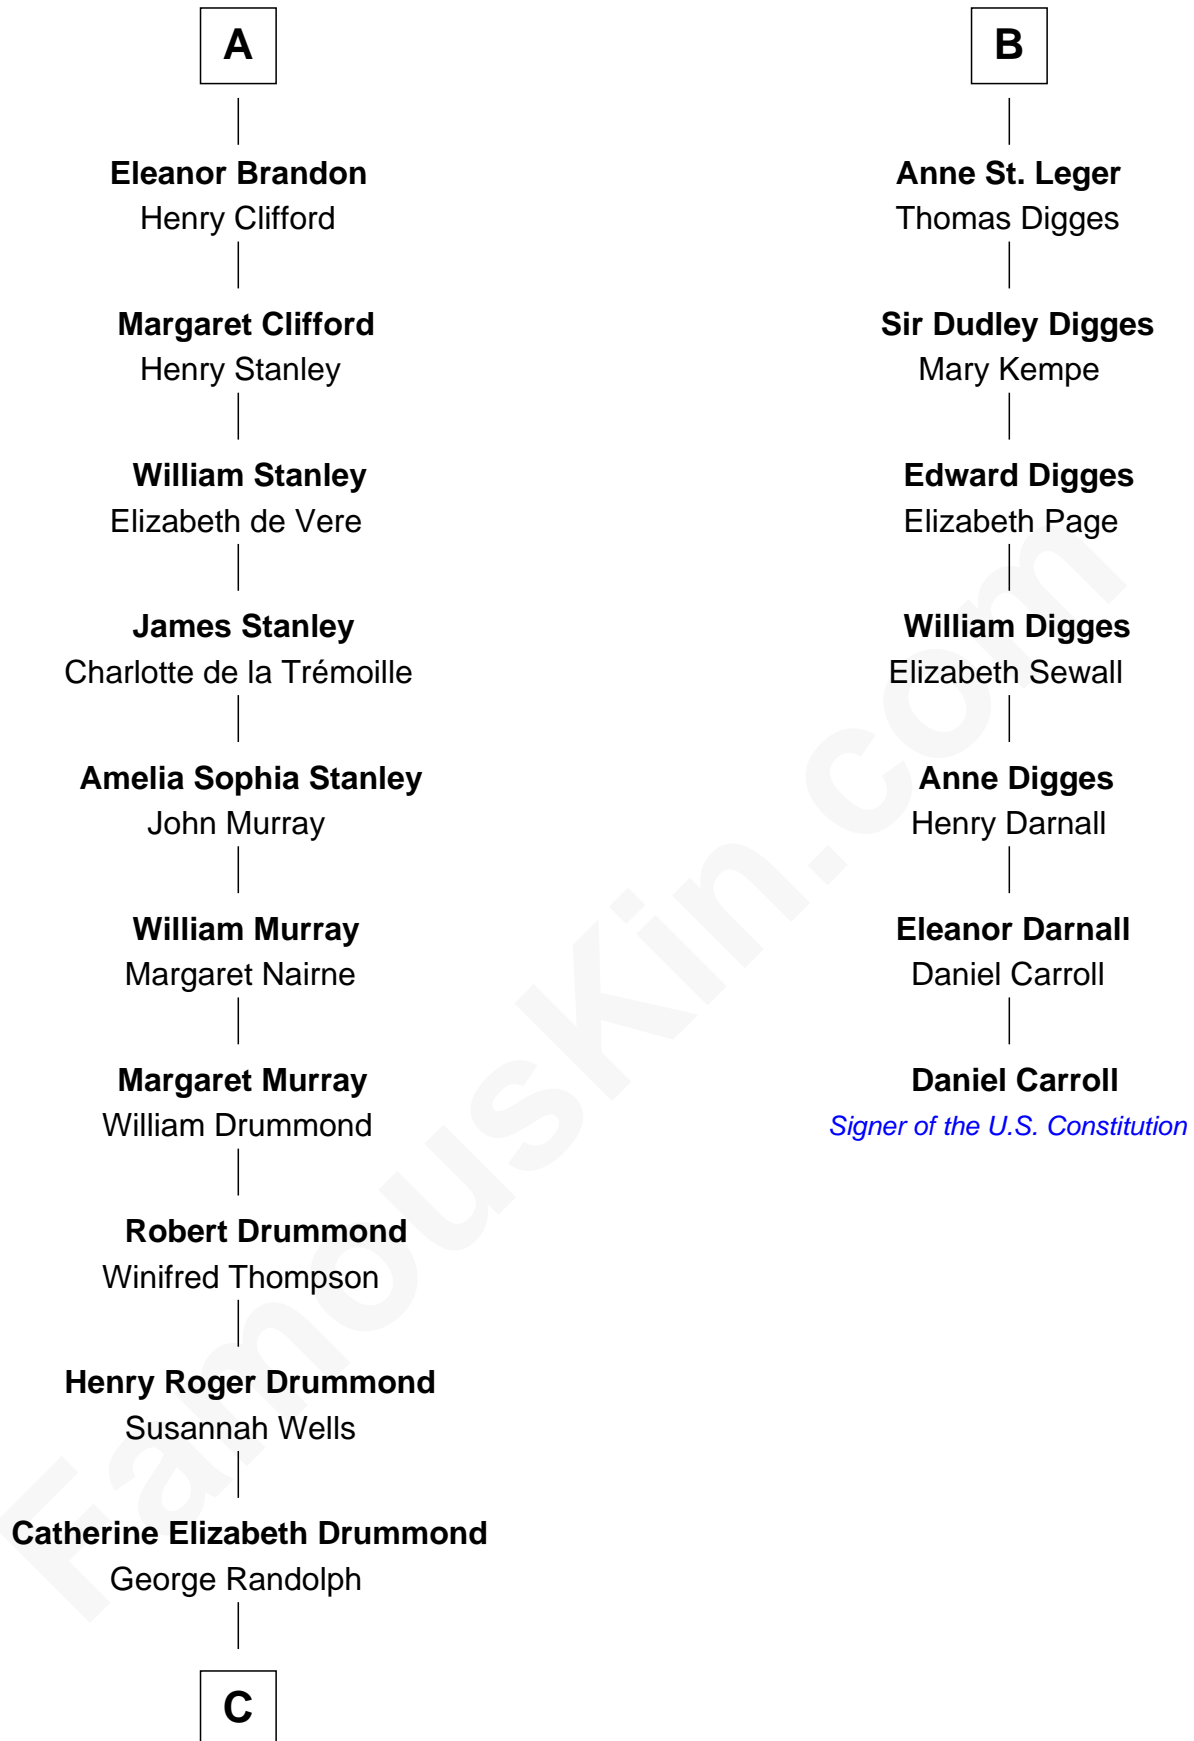 A
Eleanor Brandon
Henry Clifford
Margaret Clifford
Henry Stanley
William Stanley
Elizabeth de Vere
James Stanley
Charlotte de la Trémoille
Amelia Sophia Stanley
John Murray
William Murray
Margaret Nairne
Margaret Murray
William Drummond
Robert Drummond
Winifred Thompson
Henry Roger Drummond
Susannah Wells
Catherine Elizabeth Drummond
George Randolph
C
B
Anne St. Leger
Thomas Digges
Sir Dudley Digges
Mary Kempe
Edward Digges
Elizabeth Page
William Digges
Elizabeth Sewall
Anne Digges
Henry Darnall
Eleanor Darnall
Daniel Carroll
Daniel Carroll
Signer of the U.S. Constitution
FamousKin.com